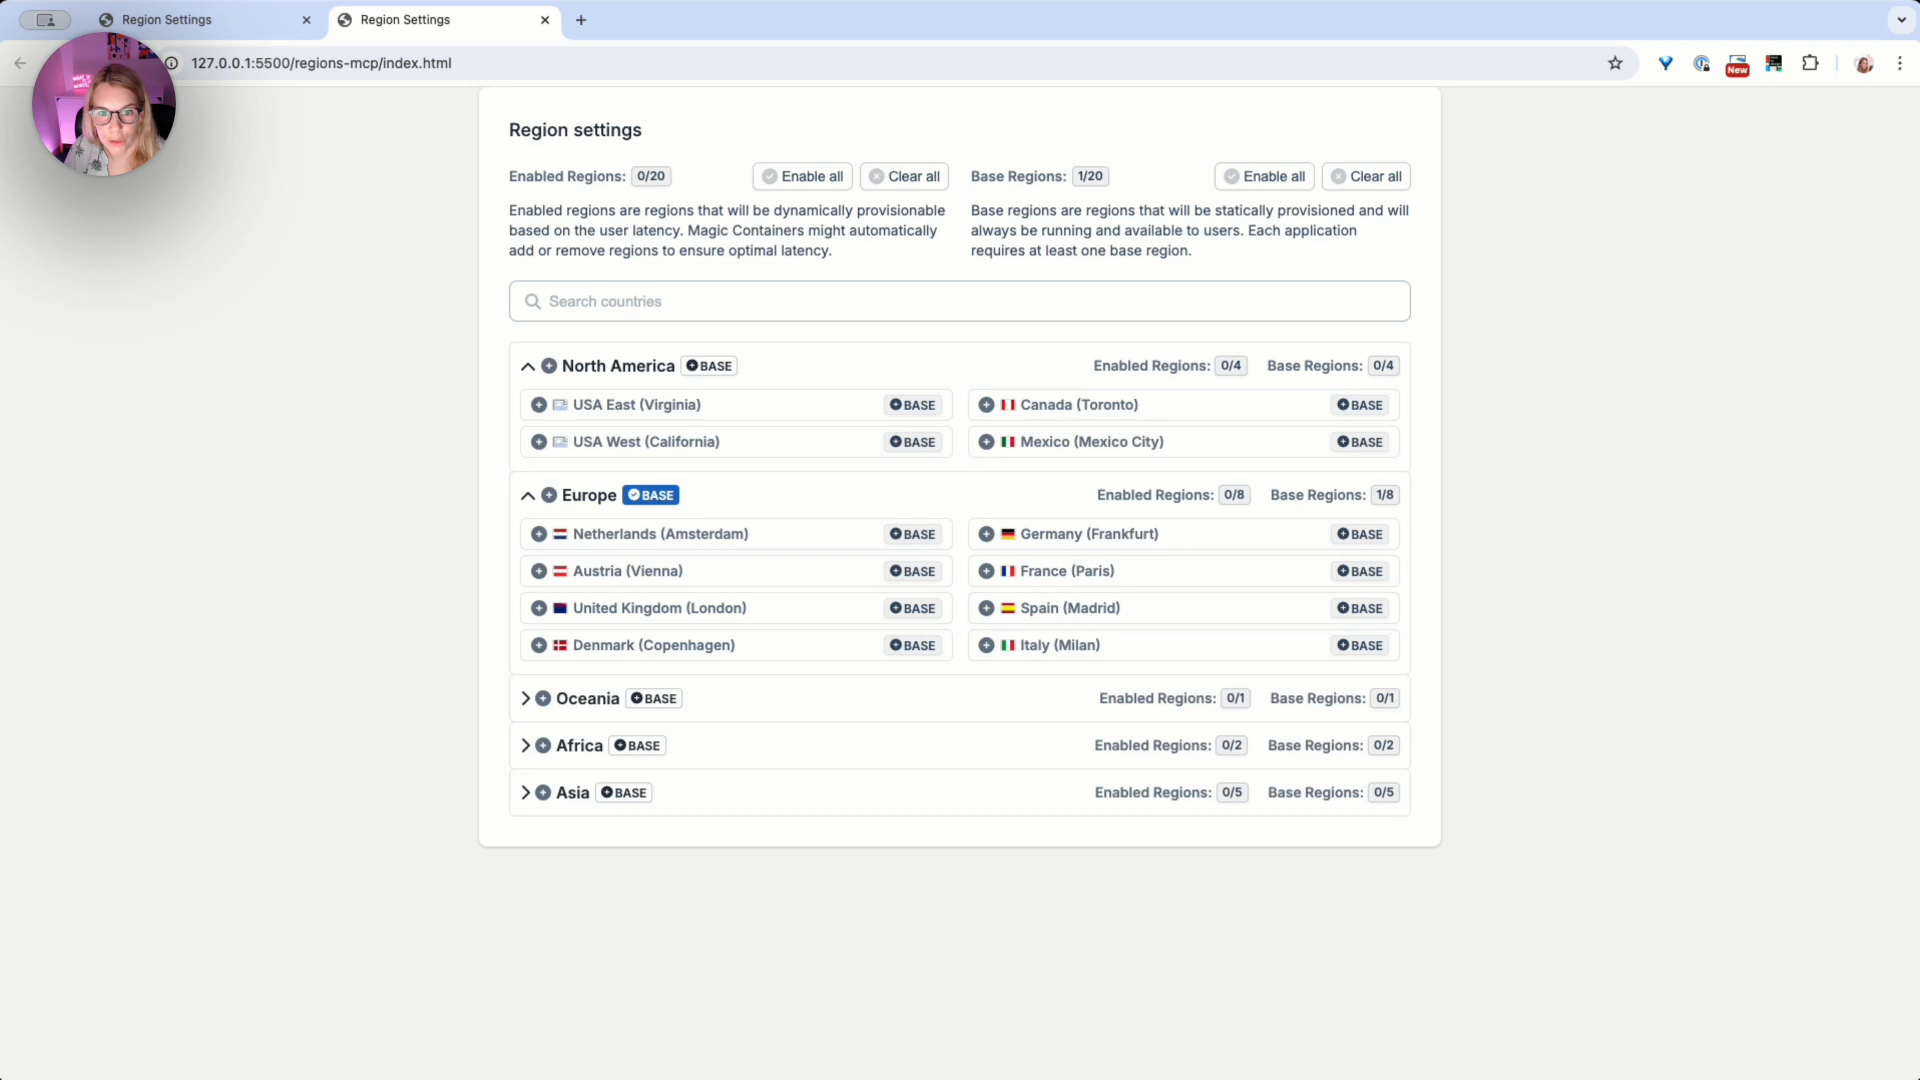 Region Settings
Region Settings
127.0.0.1:5500/regions-mcp/index.html
New
Region settings
Enabled Regions: 0/20
Enable all
Clear all
Base Regions: 1/20
Enable all
Clear all
Enabled regions are regions that will be dynamically provisionable
based on the user latency. Magic Containers might automatically
add or remove regions to ensure optimal latency.
Base regions are regions that will be statically provisioned and will
always be running and available to users. Each application
requires at least one base region.
Search countries
North America BASE Enabled Regions: 0/4 Base Regions: 0/4
USA East (Virginia) BASE
Canada (Toronto) BASE
USA West (California) BASE
Mexico (Mexico City) BASE
Europe BASE Enabled Regions: 0/8 Base Regions: 1/8
Netherlands (Amsterdam) BASE
Germany (Frankfurt) BASE
Austria (Vienna) BASE
France (Paris) BASE
United Kingdom (London) BASE
Spain (Madrid) BASE
Denmark (Copenhagen) BASE
Italy (Milan) BASE
Oceania BASE Enabled Regions: 0/1 Base Regions: 0/1
Africa BASE Enabled Regions: 0/2 Base Regions: 0/2
Asia BASE Enabled Regions: 0/5 Base Regions: 0/5